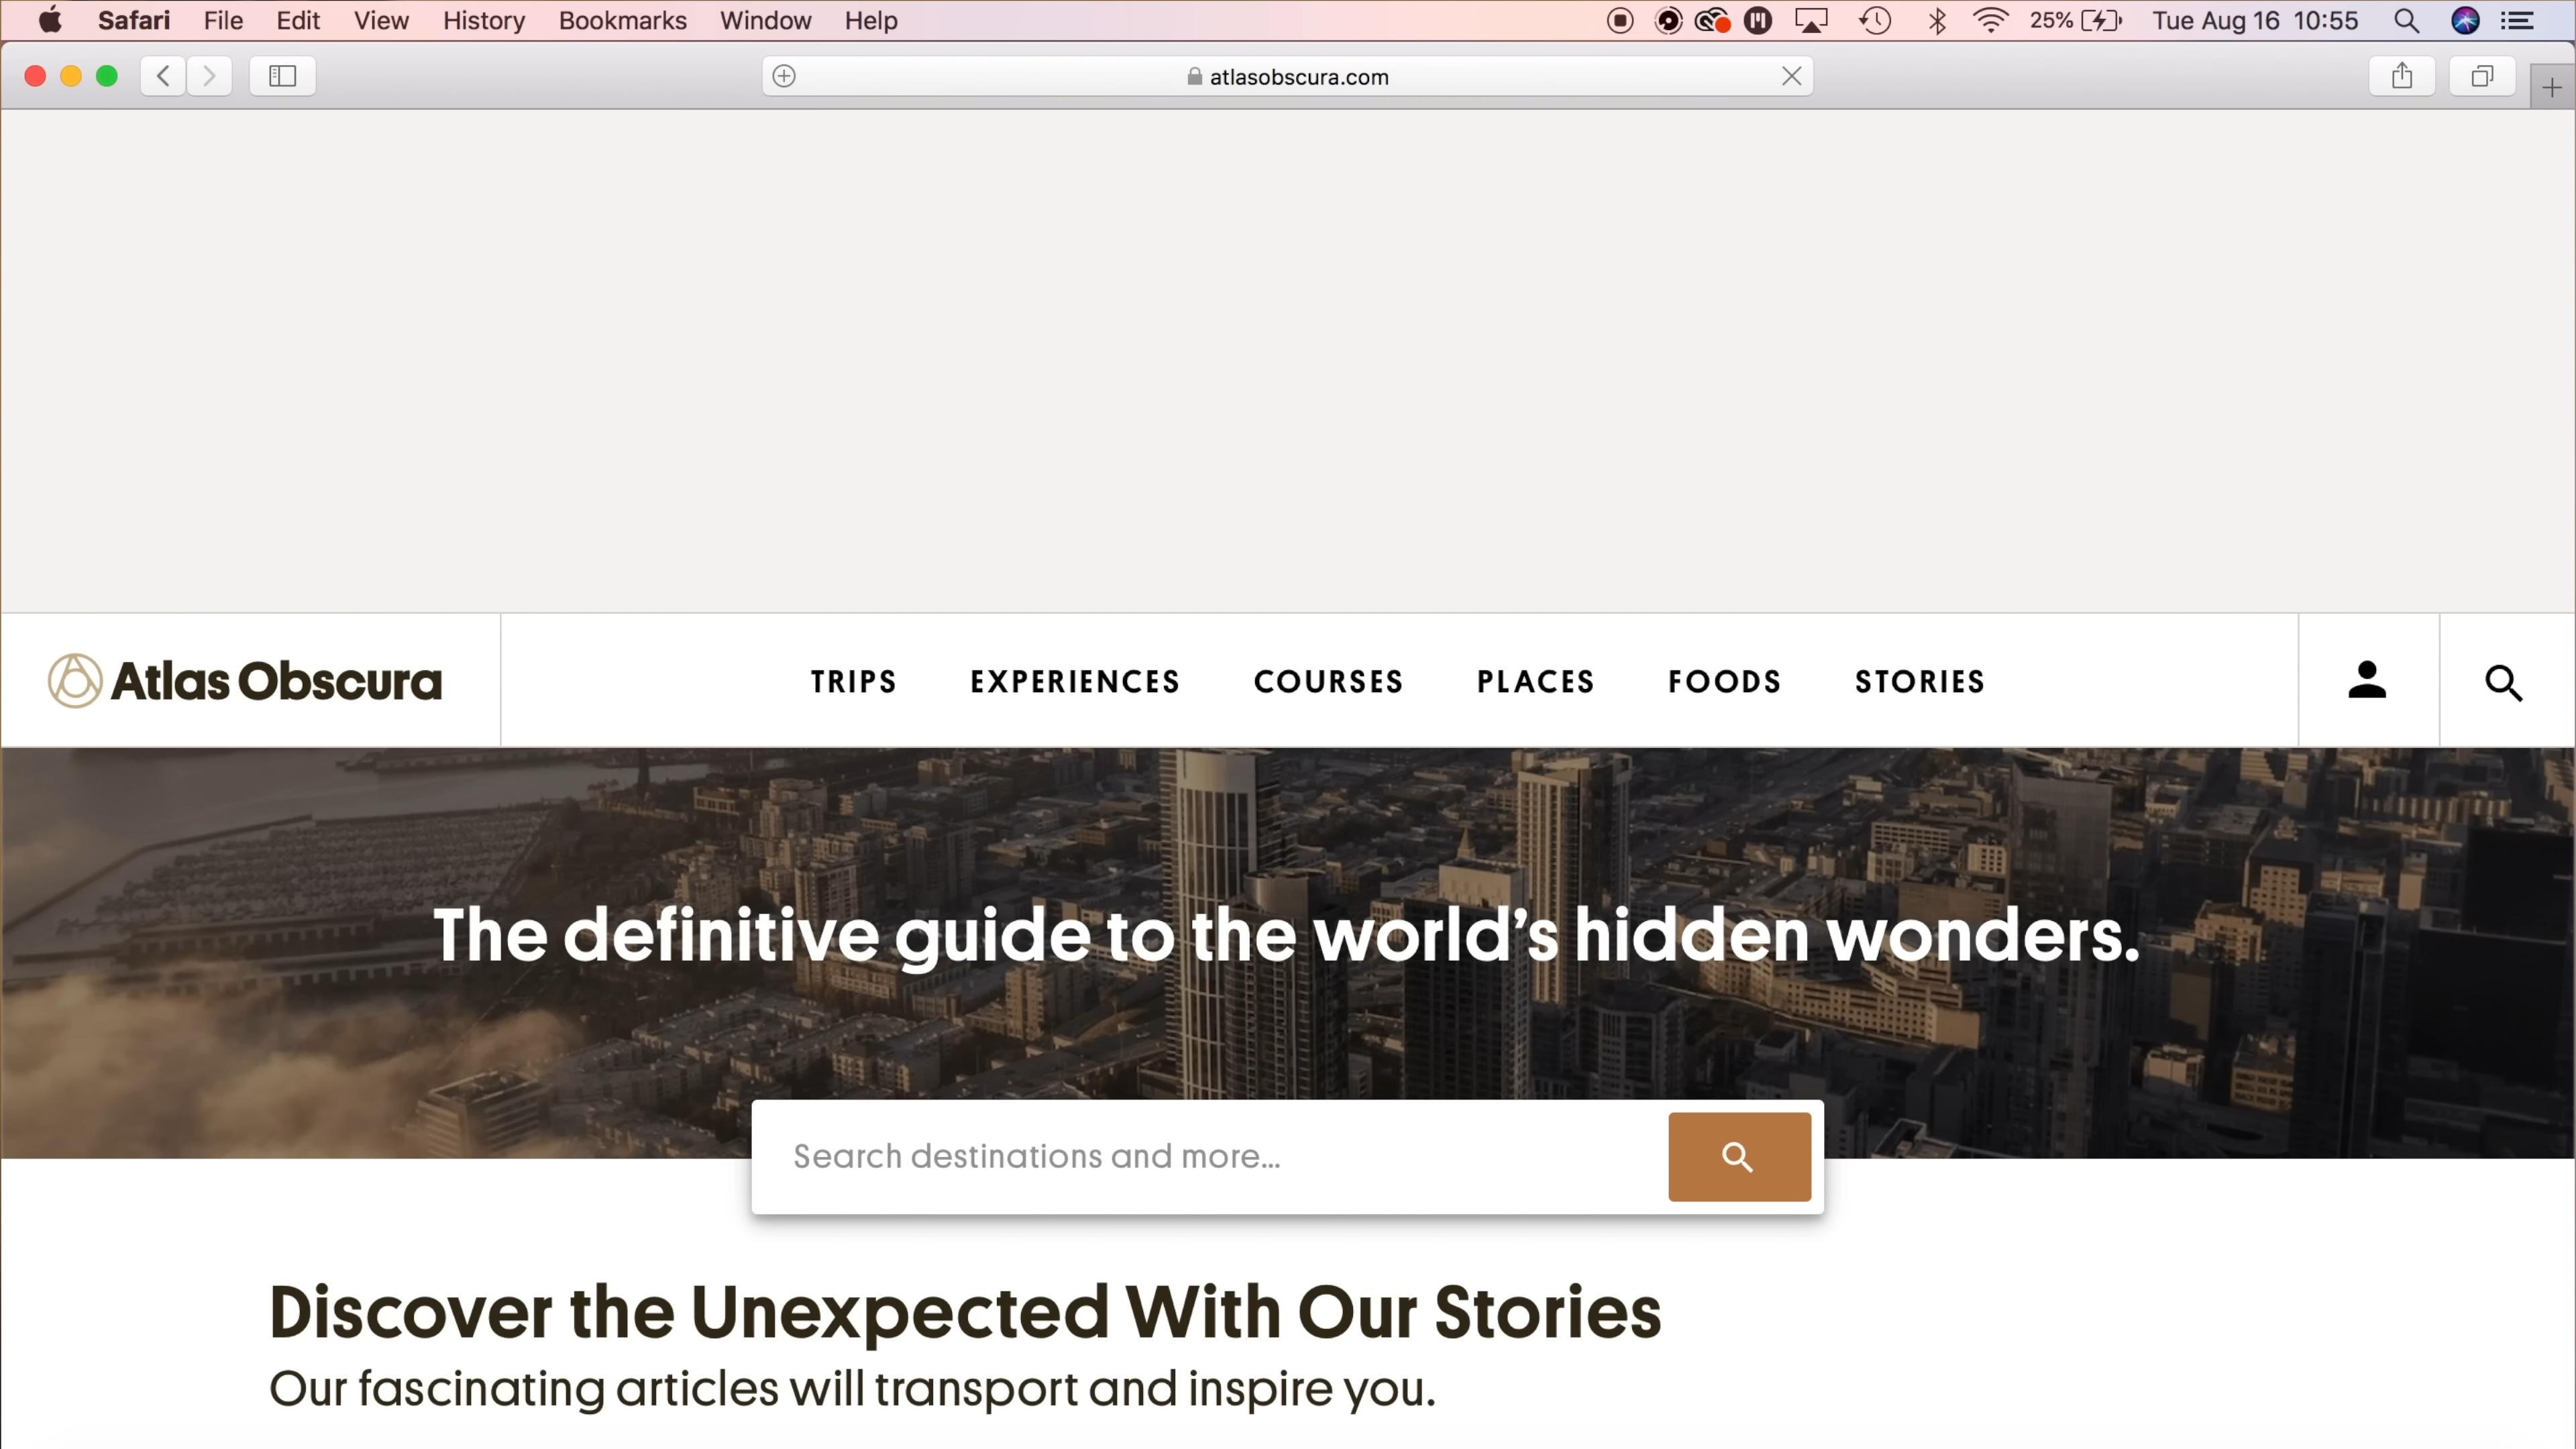 Safari File Edit View History Bookmarks Window Help 25% Tue Aug 16 10:55
atlasobscura.com
Atlas Obscura TRIPS EXPERIENCES COURSES PLACES FOODS STORIES
The definitive guide to the world’s hidden wonders.
Search destinations and more...
Discover the Unexpected With Our Stories
Our fascinating articles will transport and inspire you.